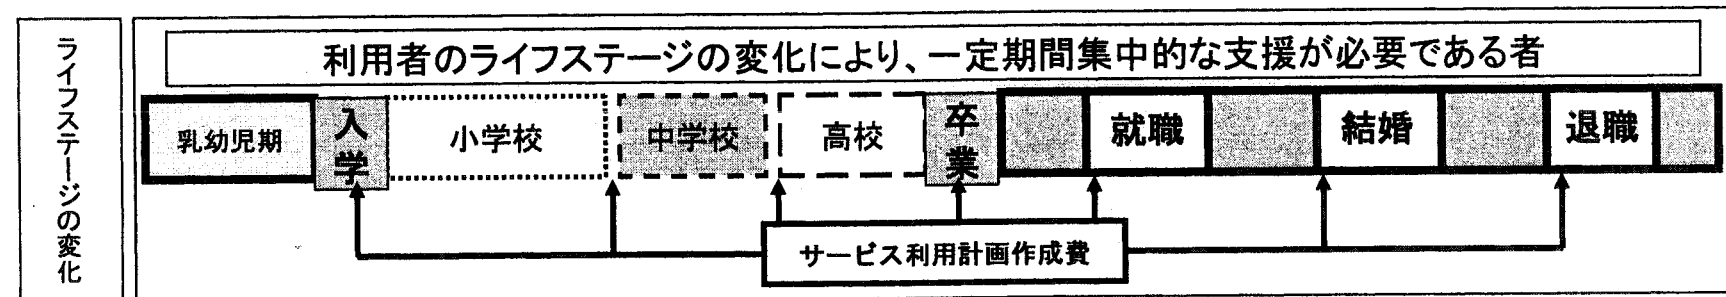 ライフステージの変化
利用者のライフステージの変化により、一定期間集中的な支援が必要である者
乳幼児期
入学
小学校
中学校
高校
卒業
就職
結婚
退職
サービス利用計画作成費